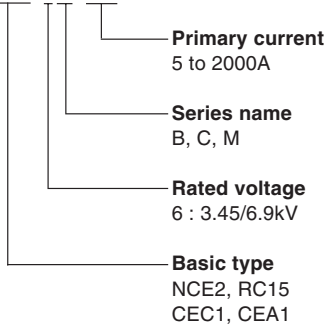 Primary current
5 to 2000A
Series name
B, C, M
Rated voltage
6 : 3.45/6.9kV
Basic type
NCE2, RC15
CEC1, CEA1